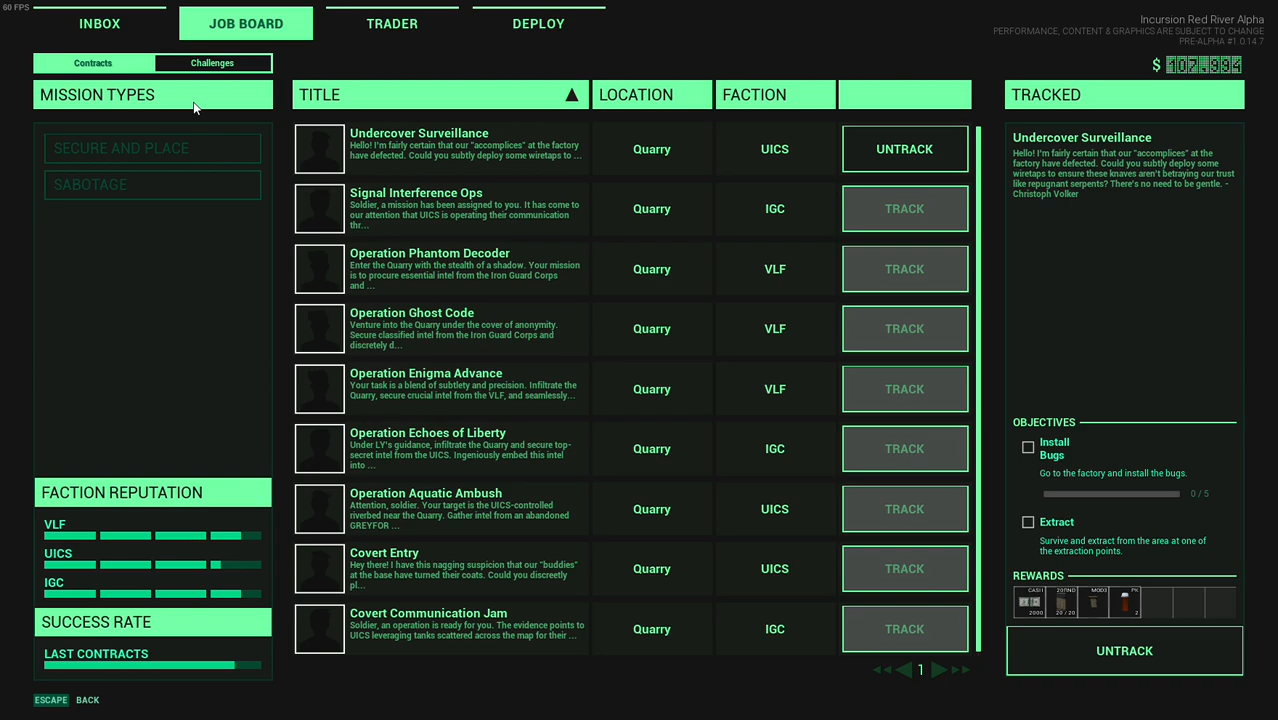 60 FPS
INBOX
JOB BOARD
TRADER
DEPLOY
Incursion Red River Alpha
PERFORMANCE, CONTENT & GRAPHICS ARE SUBJECT TO CHANGE
PRE-ALPHA #1.0.14.7
Contracts
Challenges
$
MISSION TYPES
SECURE AND PLACE
SABOTAGE
FACTION REPUTATION
VLF
UICS
IGC
SUCCESS RATE
LAST CONTRACTS
ESCAPE BACK
TITLE LOCATION FACTION
Undercover Surveillance
Hello! I'm fairly certain that our "accomplices" at the
factory have defected. Could you subtly deploy some wiretaps to ...
Quarry UICS UNTRACK
Signal Interference Ops
Soldier, a mission has been assigned to you. It has come to
our attention that UICS is operating their communication
thr...
Quarry IGC TRACK
Operation Phantom Decoder
Enter the Quarry with the stealth of a shadow. Your mission
is to procure essential intel from the Iron Guard Corps
and ...
Quarry VLF TRACK
Operation Ghost Code
Venture into the Quarry under the cover of anonymity.
Secure classified intel from the Iron Guard Corps and
discretely d...
Quarry VLF TRACK
Operation Enigma Advance
Your task is a blend of subtlety and precision. Infiltrate the
Quarry, secure crucial intel from the VLF, and seamlessly...
Quarry VLF TRACK
Operation Echoes of Liberty
Under LY's guidance, infiltrate the Quarry and secure top-
secret intel from the UICS. Ingeniously embed this intel
into ...
Quarry IGC TRACK
Operation Aquatic Ambush
Attention, soldier. Your target is the UICS-controlled
riverbed near the Quarry. Gather intel from an abandoned
GREYFOR ...
Quarry UICS TRACK
Covert Entry
Hey there! I have this nagging suspicion that our "buddies"
at the base have turned their coats. Could you discreetly
pl...
Quarry UICS TRACK
Covert Communication Jam
Soldier, an operation is ready for you. The evidence points to
UICS leveraging tanks scattered across the map for their ...
Quarry IGC TRACK
1
TRACKED
Undercover Surveillance
Hello! I'm fairly certain that our "accomplices" at the
factory have defected. Could you subtly deploy some
wiretaps to ensure these knaves aren't betraying our trust
like repugnant serpents? There's no need to be gentle. -
Christoph Volker
OBJECTIVES
Install
Bugs
Go to the factory and install the bugs.
0 / 5
Extract
Survive and extract from the area at one of
the extraction points.
REWARDS
CASH
2000
20 / 20
PK
2
UNTRACK